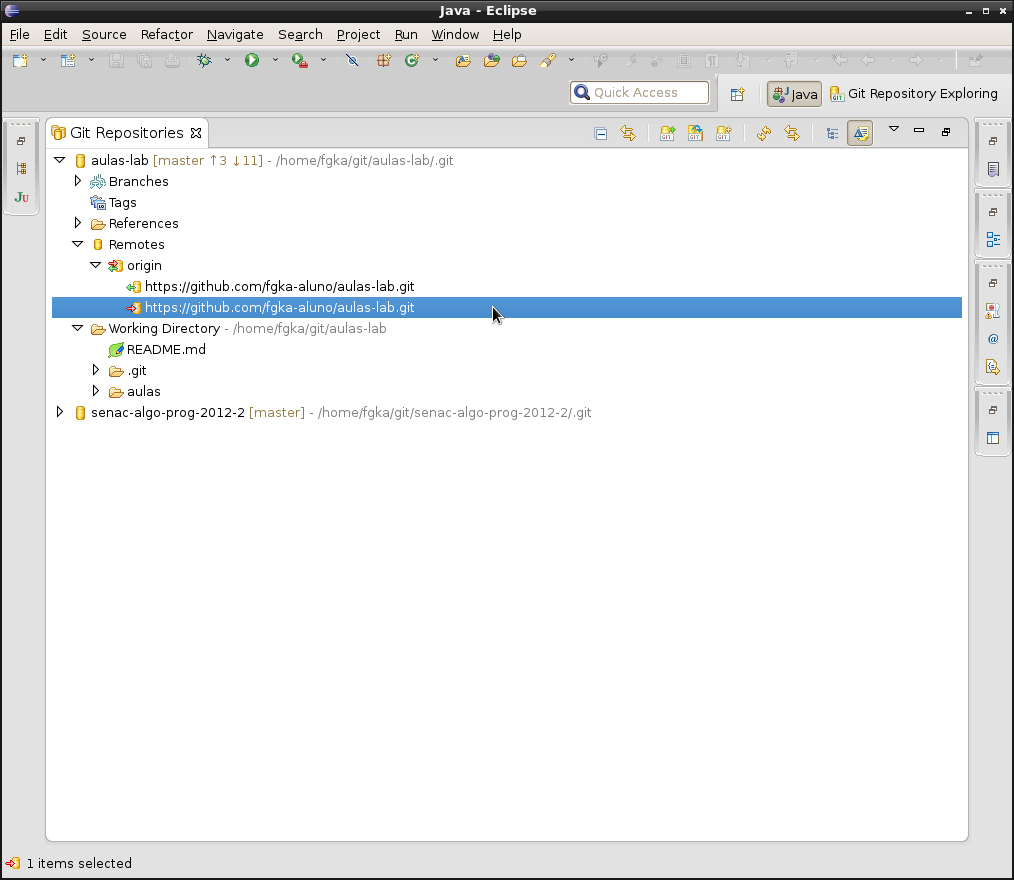 Java - Eclipse
File Edit Source Refactor Navigate Search Project Run Window Help
Quick Access Java Git Repository Exploring
Git Repositories
aulas-lab [master ↑3 ↓11] - /home/fgka/git/aulas-lab/.git
Branches
Tags
References
Remotes
origin
https://github.com/fgka-aluno/aulas-lab.git
https://github.com/fgka-aluno/aulas-lab.git
Working Directory - /home/fgka/git/aulas-lab
README.md
.git
aulas
senac-algo-prog-2012-2 [master] - /home/fgka/git/senac-algo-prog-2012-2/.git
1 items selected